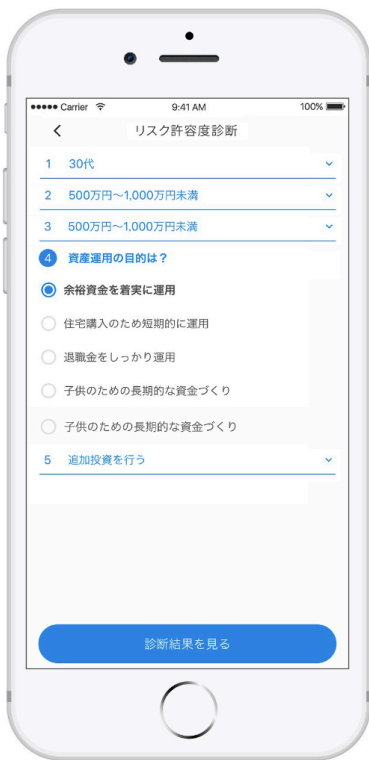 Carrier 9:41 AM 100%
リスク許容度診断
1 30代
2 500万円〜1,000万円未満
3 500万円〜1,000万円未満
4 資産運用の目的は？
余裕資金を着実に運用
住宅購入のため短期的に運用
退職金をしっかり運用
子供のための長期的な資金づくり
子供のための長期的な資金づくり
5 追加投資を行う
診断結果を見る